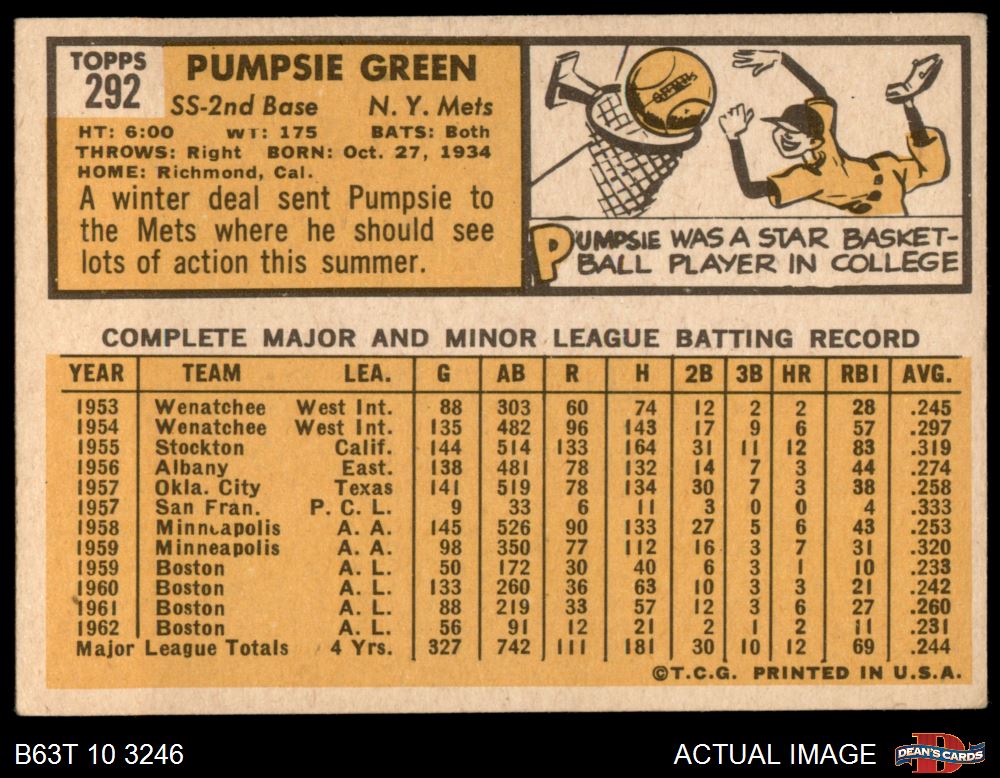 TOPPS
292
PUMPSIE GREEN
SS-2nd Base N. Y. Mets
HT: 6:00 WT: 175 BATS: Both
THROWS: Right BORN: Oct. 27, 1934
HOME: Richmond, Cal.
A winter deal sent Pumpsie to
the Mets where he should see
lots of action this summer.
PUMPSIE WAS A STAR BASKET-
BALL PLAYER IN COLLEGE
COMPLETE MAJOR AND MINOR LEAGUE BATTING RECORD
YEAR TEAM LEA. G AB R H 2B 3B HR RBI AVG.
1953 Wenatchee West Int. 88 303 60 74 12 2 2 28 .245
1954 Wenatchee West Int. 135 482 96 143 17 9 6 57 .297
1955 Stockton Calif. 144 514 133 164 31 11 12 83 .319
1956 Albany East. 138 481 78 132 14 7 3 44 .274
1957 Okla. City Texas 141 519 78 134 30 7 3 38 .258
1957 San Fran. P. C. L. 9 33 6 11 3 0 0 4 .333
1958 Minneapolis A. A. 145 526 90 133 27 5 6 43 .253
1959 Minneapolis A. A. 98 350 77 112 16 3 7 31 .320
1959 Boston A. L. 50 172 30 40 6 3 1 10 .233
1960 Boston A. L. 133 260 36 63 10 3 3 21 .242
1961 Boston A. L. 88 219 33 57 12 3 6 27 .260
1962 Boston A. L. 56 91 12 21 2 1 2 11 .231
Major League Totals 4 Yrs. 327 742 111 181 30 10 12 69 .244
©T.C.G. PRINTED IN U.S.A.
B63T 10 3246 ACTUAL IMAGE DEAN'S CARDS